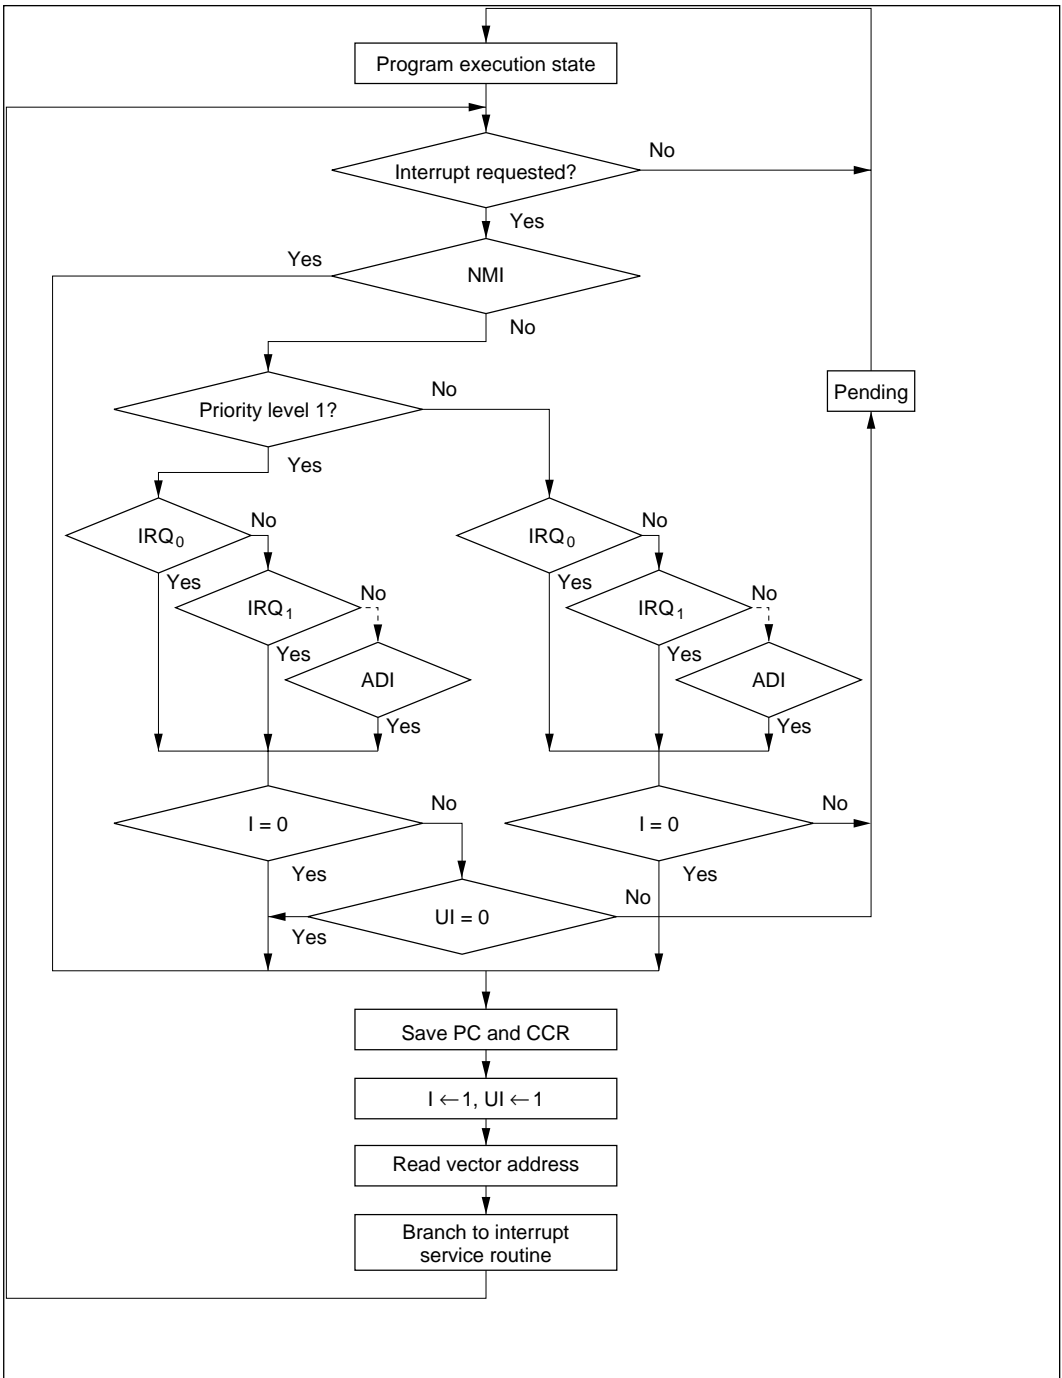 Program execution state
No
Interrupt requested?
Yes
Yes
NMI
No
Pending
No
Priority level 1?
Yes
No
IRQ0
Yes
No
IRQ0
Yes
No
IRQ1
Yes
No
IRQ1
Yes
ADI
Yes
ADI
Yes
No
I = 0
Yes
No
I = 0
Yes
No
UI = 0
Yes
Save PC and CCR
I ← 1, UI ← 1
Read vector address
Branch to interrupt
service routine